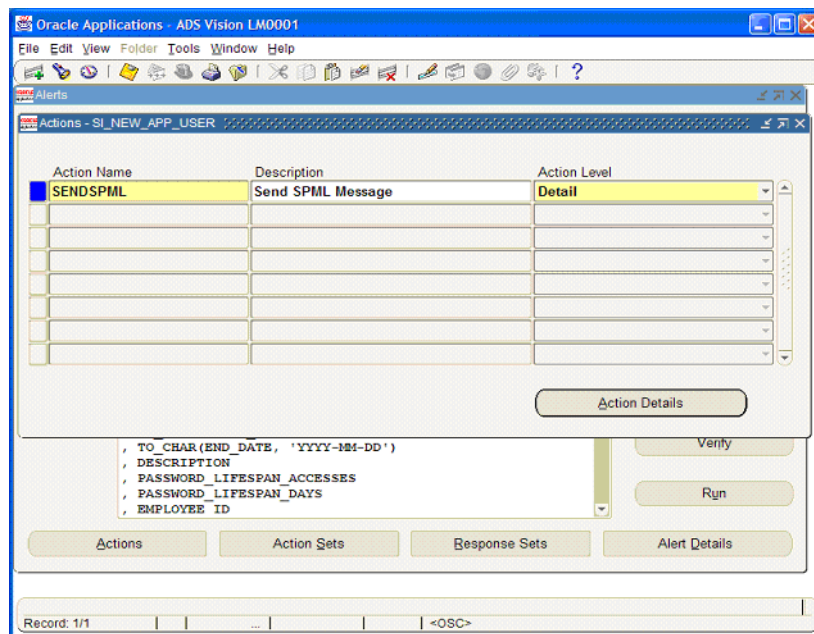 Oracle Applications - ADS Vision LM0001
File Edit View Folder Tools Window Help
Alerts
Actions - SI_NEW_APP_USER
Action Name Description Action Level
SENDSPML Send SPML Message Detail
Action Details
, TO_CHAR(END_DATE, 'YYYY-MM-DD')
, DESCRIPTION
, PASSWORD_LIFESPAN_ACCESSES
, PASSWORD_LIFESPAN_DAYS
, EMPLOYEE_ID
Verify
Run
Actions Action Sets Response Sets Alert Details
Record: 1/1 ... <OSC>